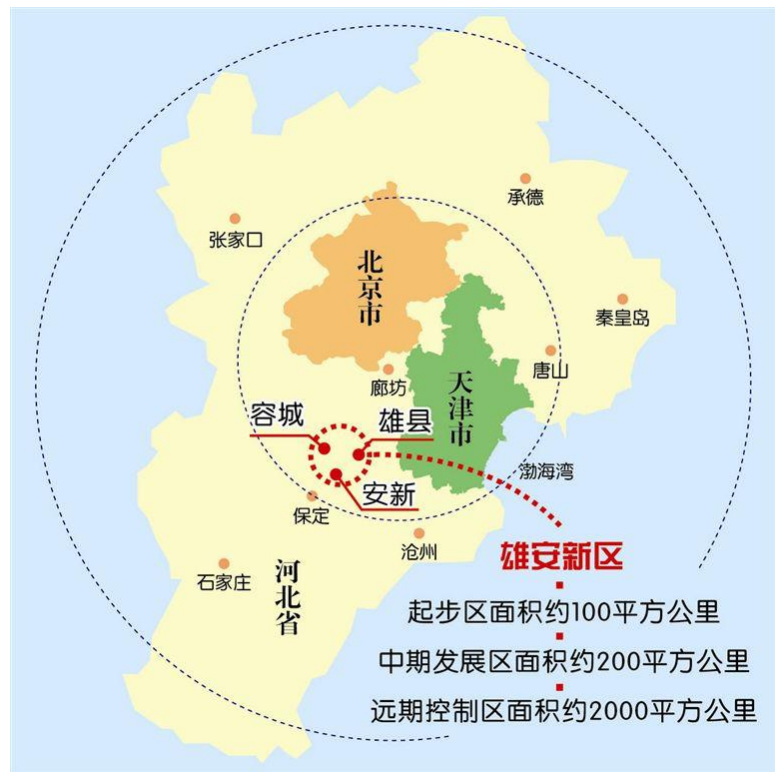 承德
张家口
北京市
秦皇岛
唐山
廊坊
天津市
容城
雄县
渤海湾
安新
保定
沧州
石家庄
河北省
雄安新区
起步区面积约100平方公里
中期发展区面积约200平方公里
远期控制区面积约2000平方公里